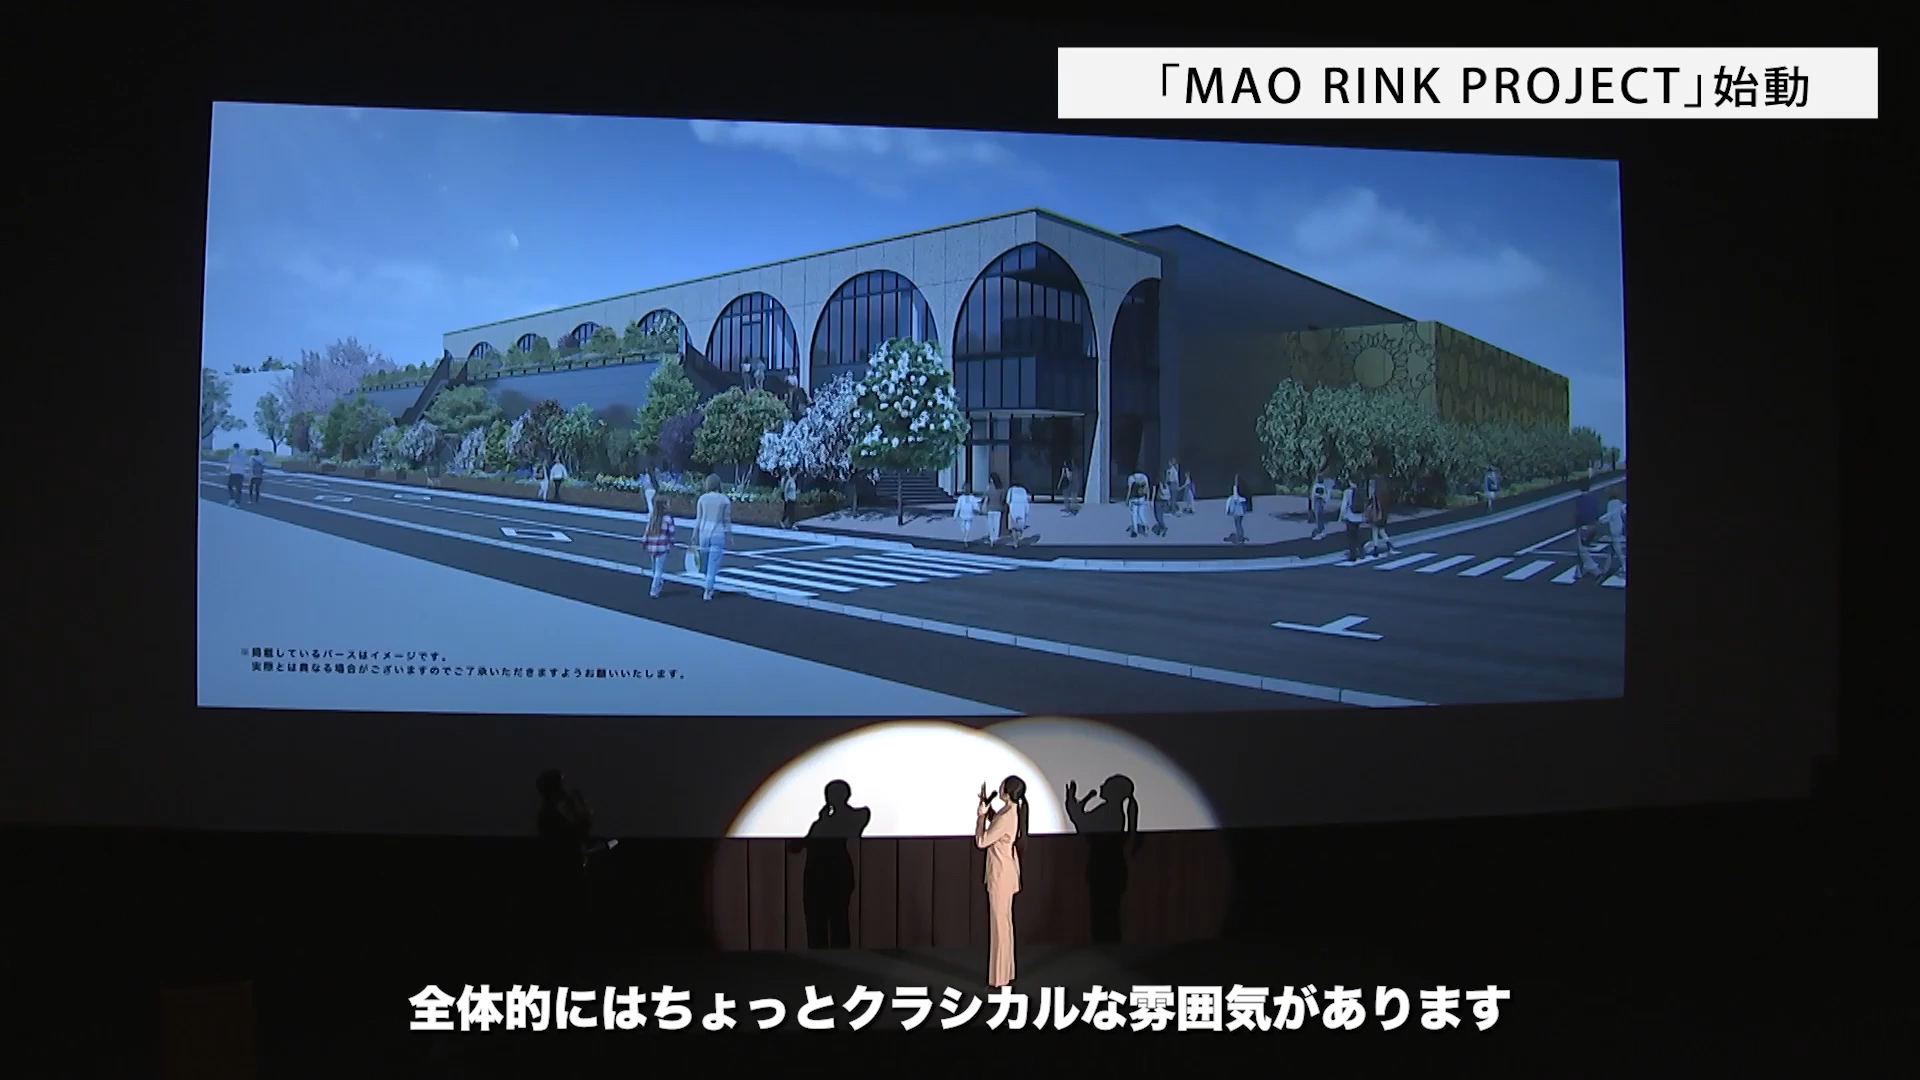 「MAO RINK PROJECT」始動
※掲載しているパースはイメージです。
実際とは異なる場合がございますのでご了承いただきますようお願いいたします。
全体的にはちょっとクラシカルな雰囲気があります